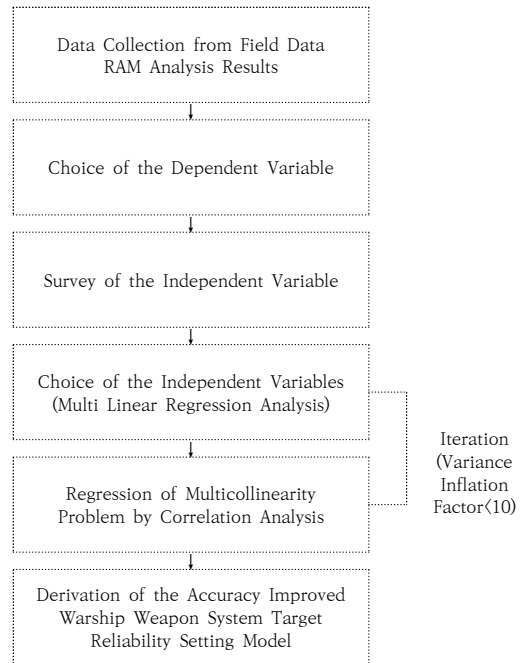 Data Collection from Field Data
RAM Analysis Results
Choice of the Dependent Variable
Survey of the Independent Variable
Choice of the Independent Variables
(Multi Linear Regression Analysis)
Iteration
(Variance
Inflation
Factor<10)
Regression of Multicollinearity
Problem by Correlation Analysis
Derivation of the Accuracy Improved
Warship Weapon System Target
Reliability Setting Model